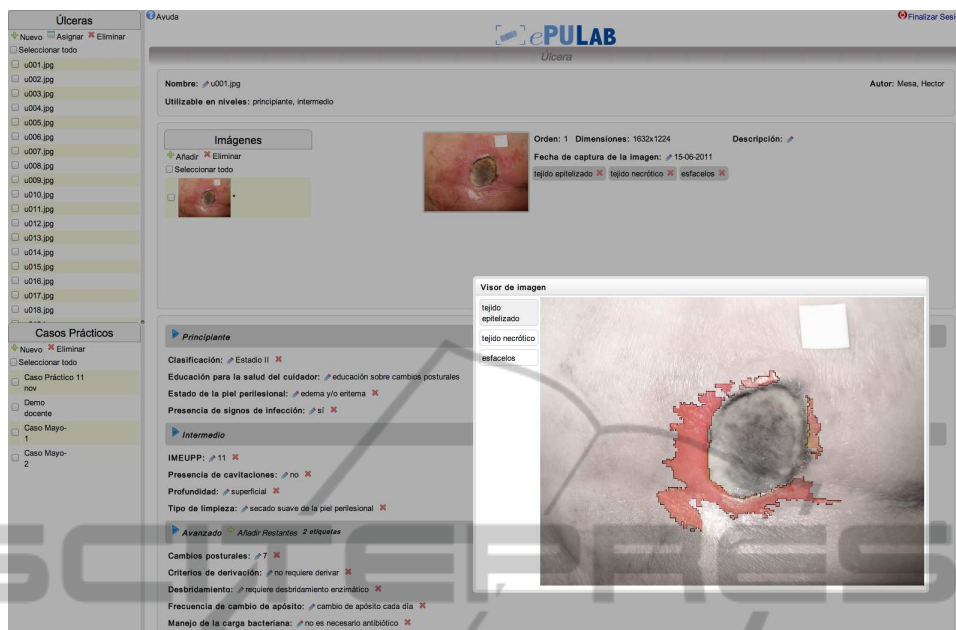 Úlceras
Nuevo Asignar Eliminar
Seleccionar todo
u001.jpg
u002.jpg
u003.jpg
u004.jpg
u005.jpg
u006.jpg
u007.jpg
u008.jpg
u009.jpg
u010.jpg
u011.jpg
u012.jpg
u013.jpg
u014.jpg
u015.jpg
u016.jpg
u017.jpg
u018.jpg
Casos Prácticos
Nuevo Eliminar
Seleccionar todo
Caso Práctico 11
nov
Demo
docente
Caso Mayo-
1
Caso Mayo-
2
Ayuda
Finalizar Sesi
ePULAB
Úlcera
Nombre: u001.jpg
Autor: Mesa, Hector
Utilizable en niveles: principiante, intermedio
Imágenes
Añadir Eliminar
Seleccionar todo
Orden: 1 Dimensiones: 1632x1224 Descripción:
Fecha de captura de la imagen: 15-06-2011
tejido epitelizado tejido necrótico esfacelos
Principiante
Clasificación: Estadio II
Educación para la salud del cuidador: educación sobre cambios posturales
Estado de la piel perilesional: edema y/o eritema
Presencia de signos de infección: sí
Intermedio
IMEUPP: 11
Presencia de cavitaciones: no
Profundidad: superficial
Tipo de limpieza: secado suave de la piel perilesional
Avanzado Añadir Restantes 2 etiquetas
Cambios posturales: 7
Criterios de derivación: no requiere derivar
Desbridamiento: requiere desbridamiento enzimático
Frecuencia de cambio de apósito: cambio de apósito cada día
Manejo de la carga bacteriana: no es necesario antibiótico
Visor de imagen
tejido
epitelizado
tejido necrótico
esfacelos